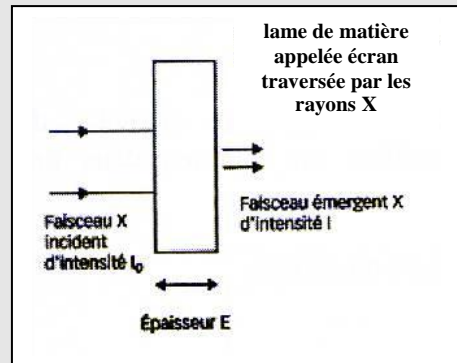 lame de matière
appelée écran
traversée par les
rayons X
Faisceau X
incident
d'intensité I₀
Faisceau émergent X
d'intensité I
Épaisseur E